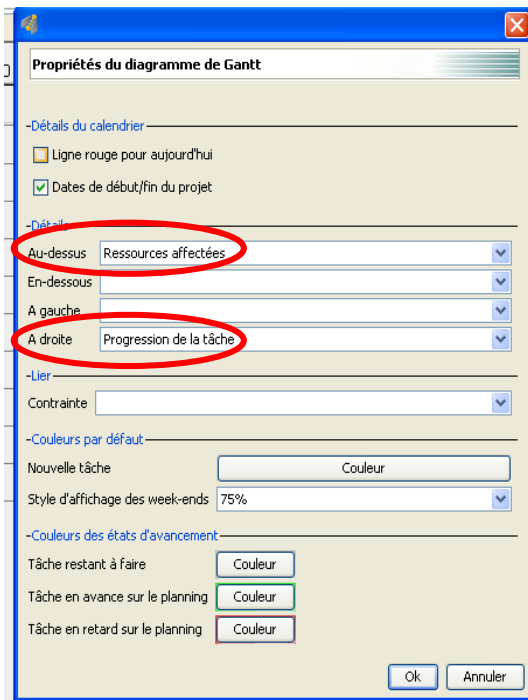 Propriétés du diagramme de Gantt
Détails du calendrier
Ligne rouge pour aujourd'hui
Dates de début/fin du projet
Détails
Au-dessus Ressources affectées
En-dessous
A gauche
A droite Progression de la tâche
Lier
Contrainte
Couleurs par défaut
Nouvelle tâche Couleur
Style d'affichage des week-ends 75%
Couleurs des états d'avancement
Tâche restant à faire Couleur
Tâche en avance sur le planning Couleur
Tâche en retard sur le planning Couleur
Ok Annuler